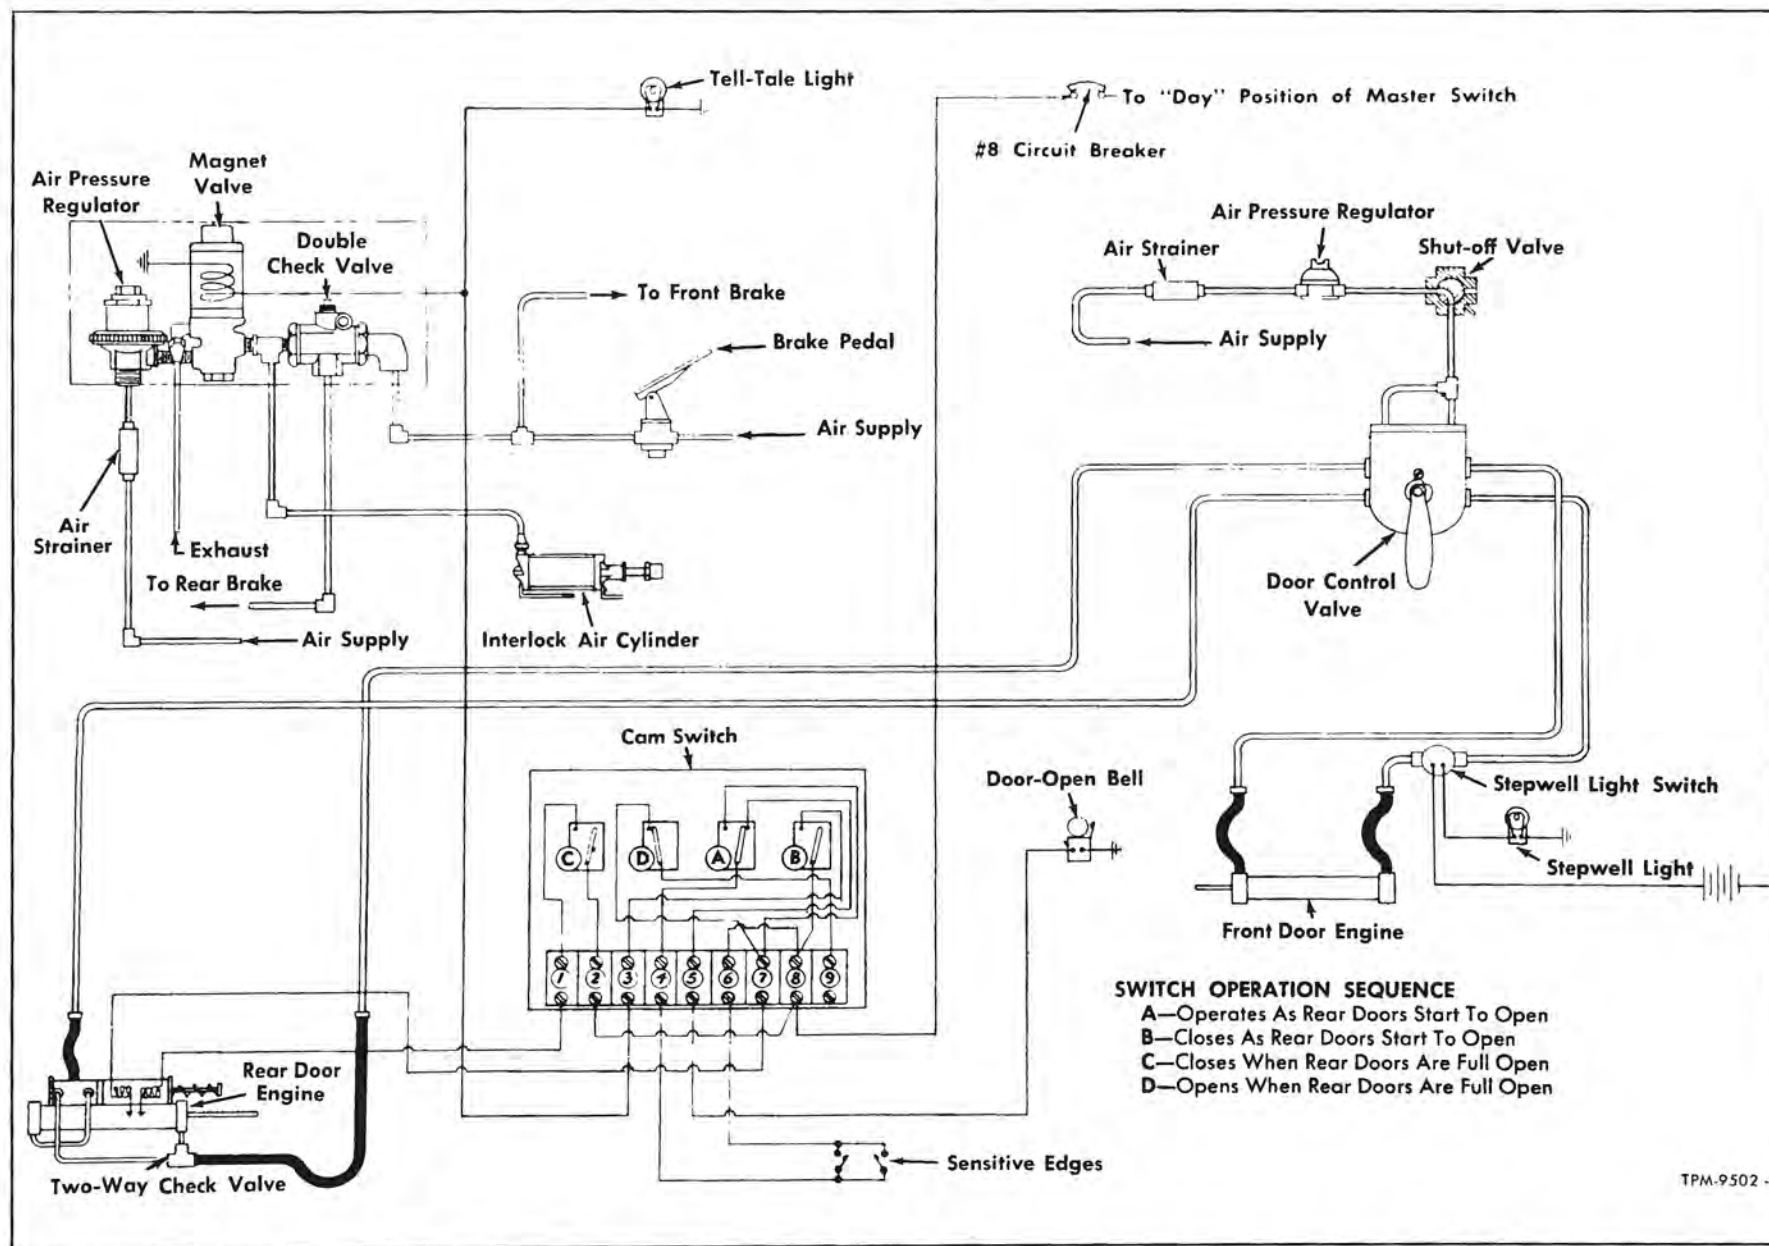 Tell-Tale Light
To "Day" Position of Master Switch
#8 Circuit Breaker
Magnet
Valve
Air Pressure
Regulator
Double
Check Valve
Air Pressure Regulator
Air Strainer
Shut-off Valve
To Front Brake
Air Supply
Brake Pedal
Air Supply
Air
Strainer
Exhaust
To Rear Brake
Air Supply
Interlock Air Cylinder
Door Control
Valve
Cam Switch
Door-Open Bell
Stepwell Light Switch
Stepwell Light
C
D
A
B
Front Door Engine
1 2 3 4 5 6 7 8 9
SWITCH OPERATION SEQUENCE
A—Operates As Rear Doors Start To Open
B—Closes As Rear Doors Start To Open
C—Closes When Rear Doors Are Full Open
D—Opens When Rear Doors Are Full Open
Rear Door
Engine
Two-Way Check Valve
Sensitive Edges
TPM-9502 -